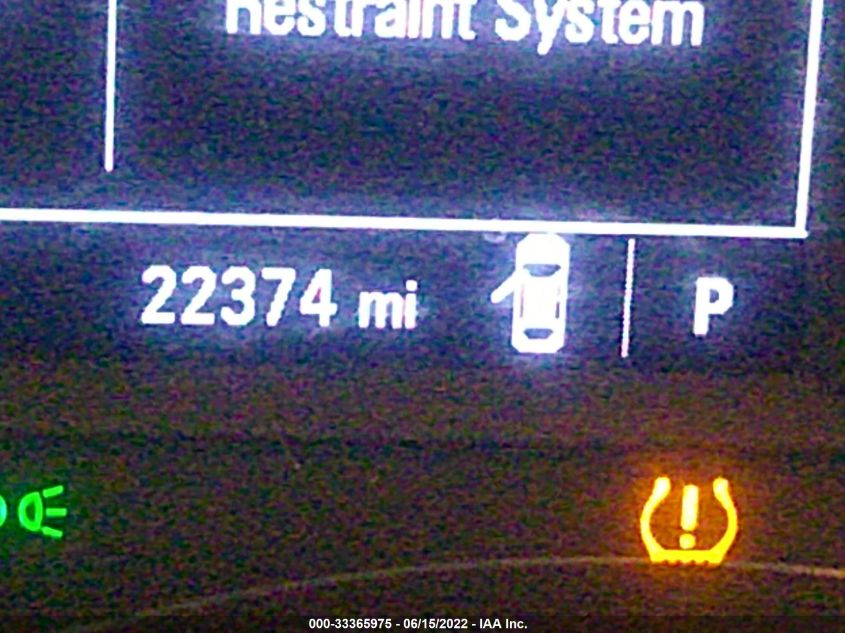 Restraint System
22374 mi
P
000-33365975 - 06/15/2022 - IAA Inc.